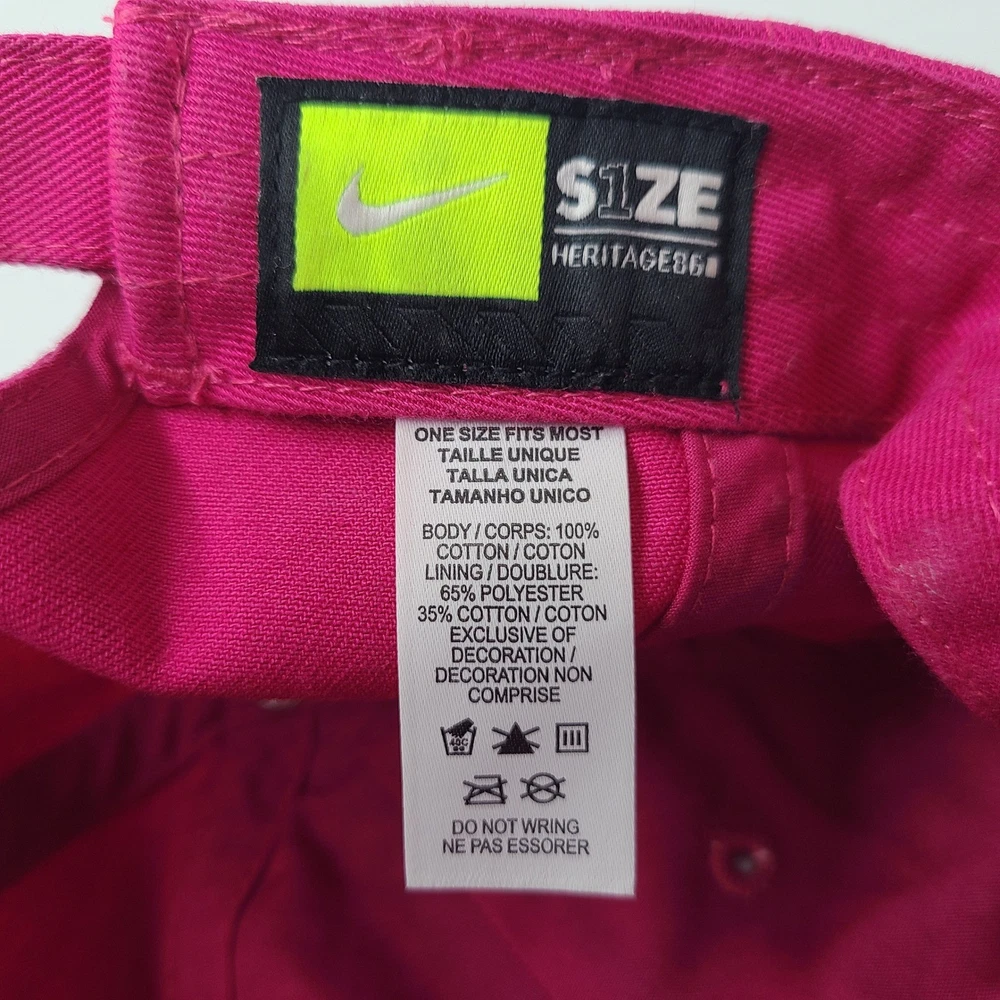 S1ZE
HERITAGE86
ONE SIZE FITS MOST
TAILLE UNIQUE
TALLA UNICA
TAMANHO UNICO
BODY / CORPS: 100%
COTTON / COTON
LINING / DOUBLURE:
65% POLYESTER
35% COTTON / COTON
EXCLUSIVE OF
DECORATION /
DECORATION NON
COMPRISE
40C
DO NOT WRING
NE PAS ESSORER